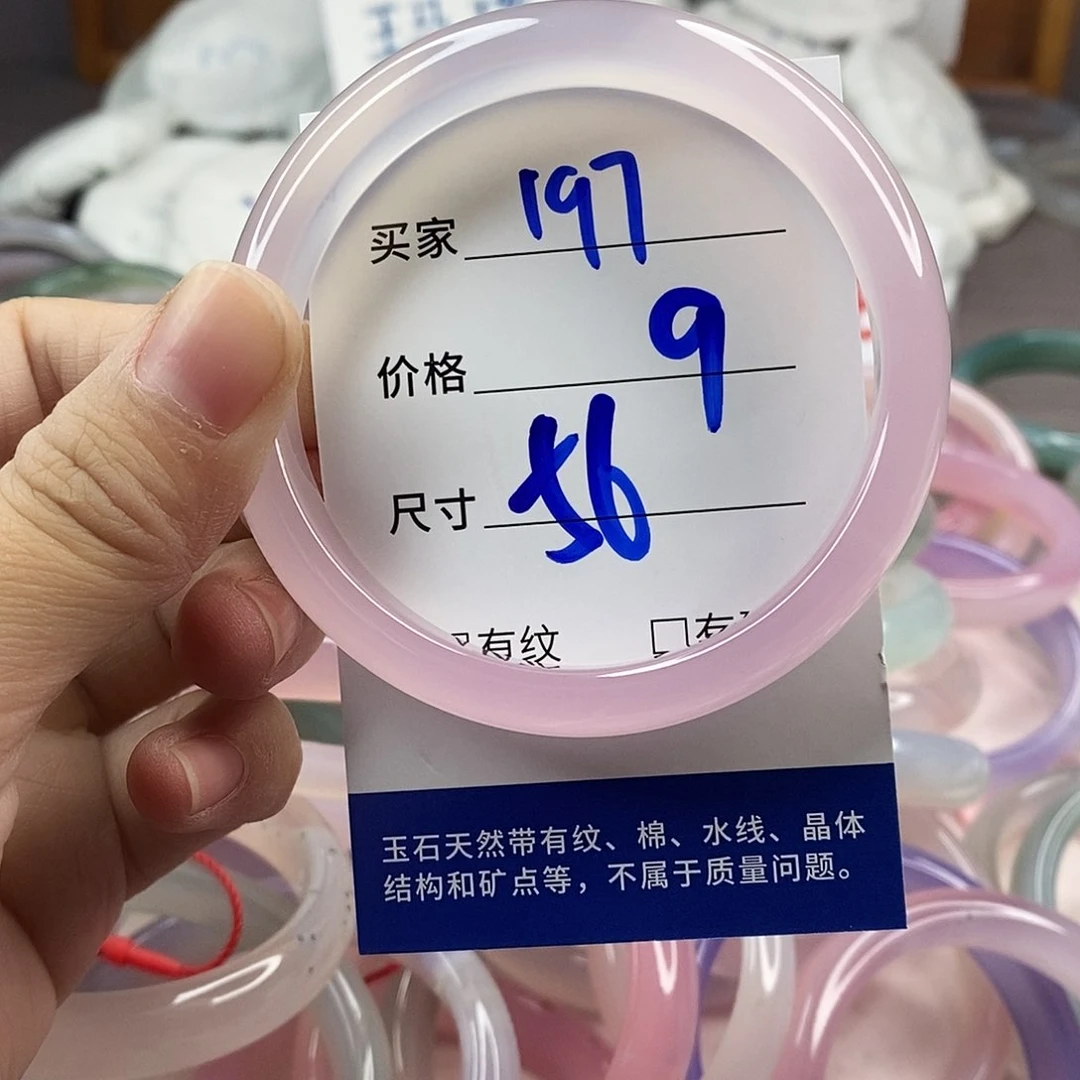 买家 197
价格 9
尺寸 56
有纹 □有
玉石天然带有纹、棉、水线、晶体
结构和矿点等，不属于质量问题。